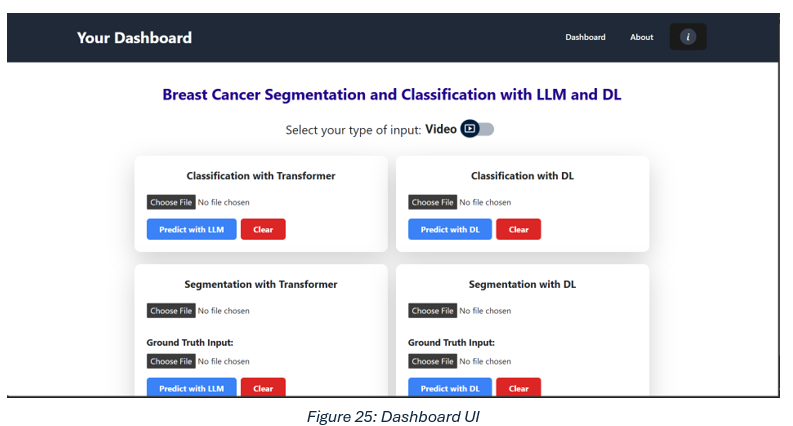 Your Dashboard
Dashboard About i
Breast Cancer Segmentation and Classification with LLM and DL
Select your type of input: Video
Classification with Transformer
Choose File No file chosen
Predict with LLM Clear
Classification with DL
Choose File No file chosen
Predict with DL Clear
Segmentation with Transformer
Choose File No file chosen
Ground Truth Input:
Choose File No file chosen
Predict with LLM Clear
Segmentation with DL
Choose File No file chosen
Ground Truth Input:
Choose File No file chosen
Predict with DL Clear
Figure 25: Dashboard UI